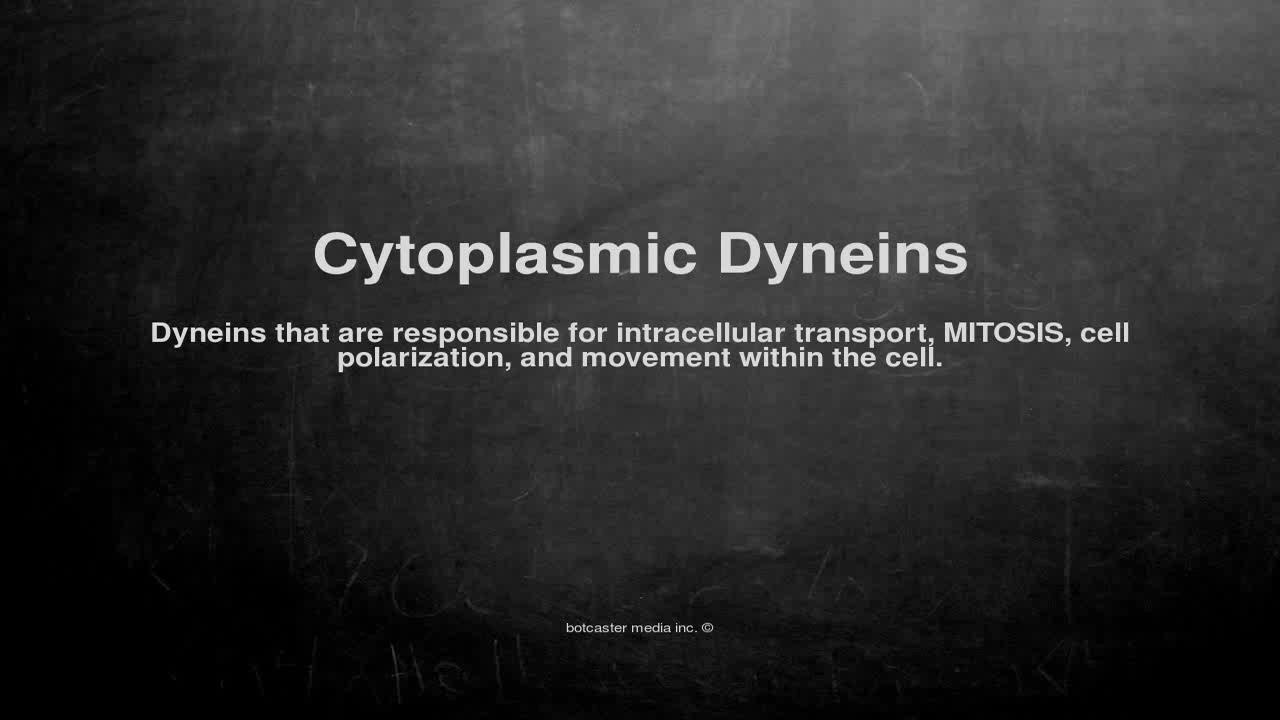 Cytoplasmic Dyneins
Dyneins that are responsible for intracellular transport, MITOSIS, cell
polarization, and movement within the cell.
botcaster media inc. ©